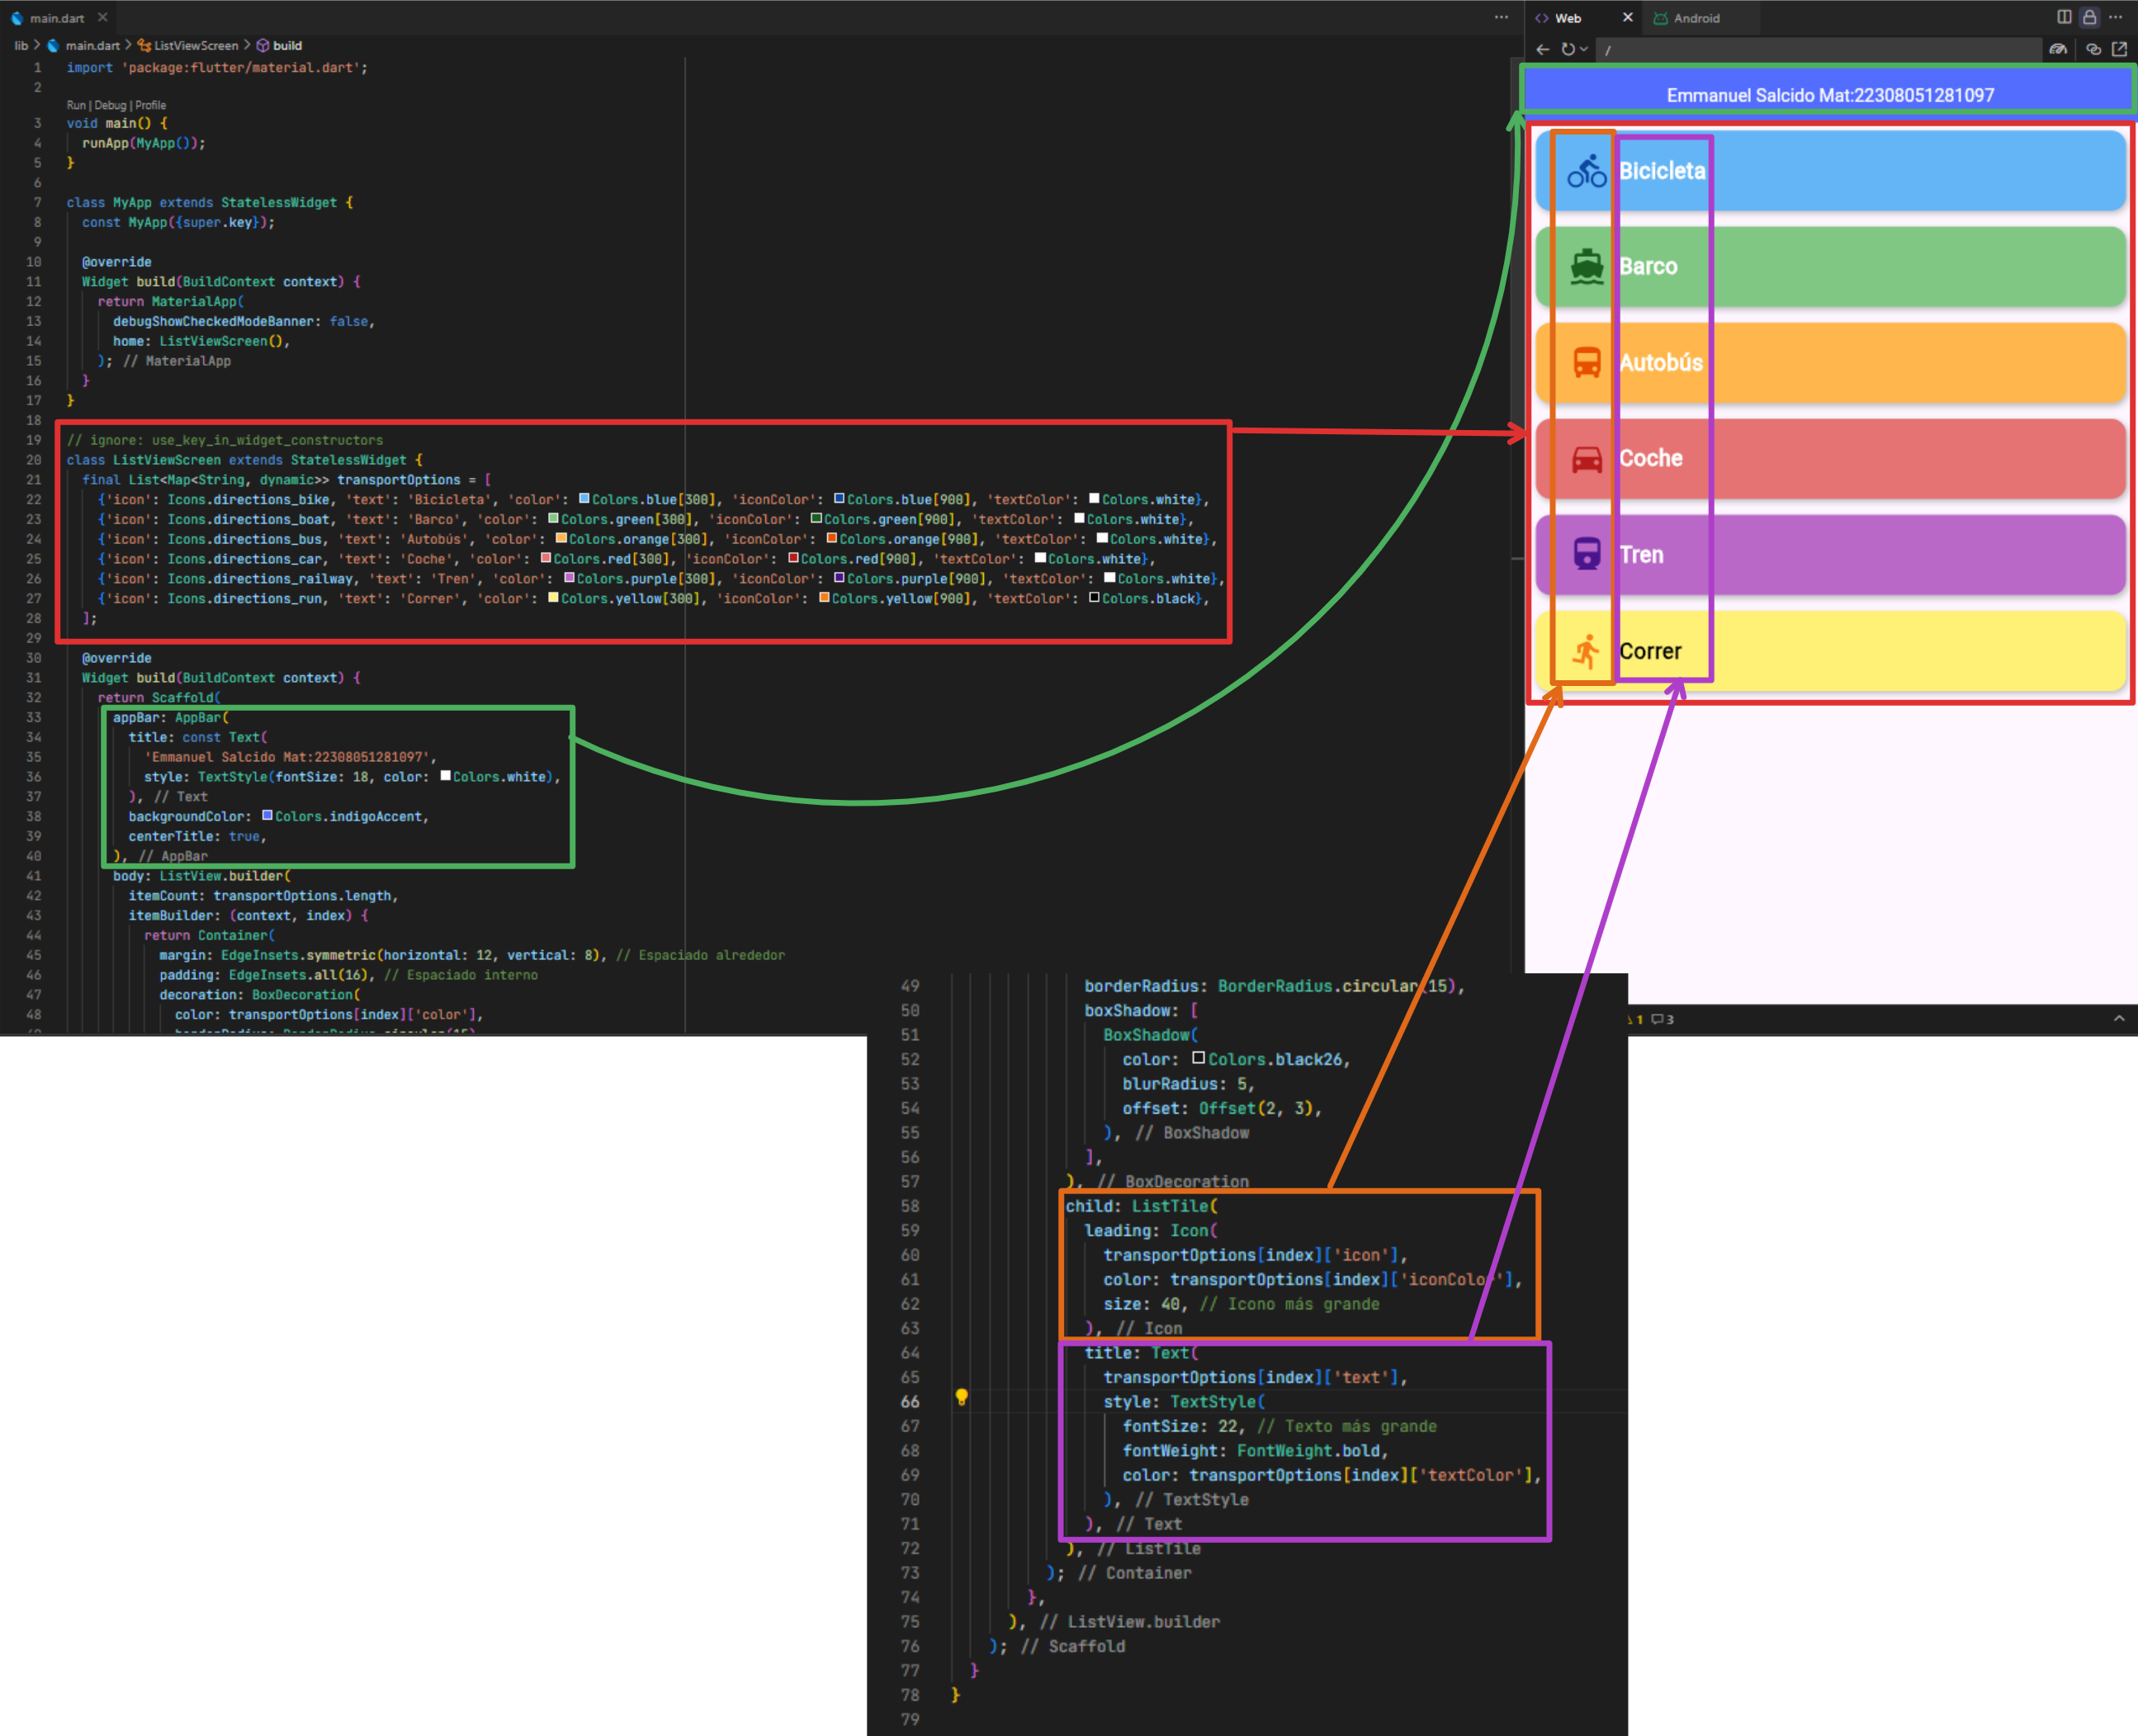 main.dart
lib > main.dart > ListViewScreen > build
1 import 'package:flutter/material.dart';
2
Run | Debug | Profile
3 void main() {
4 runApp(MyApp());
5 }
6
7 class MyApp extends StatelessWidget {
8 const MyApp({super.key});
9
10 @override
11 Widget build(BuildContext context) {
12 return MaterialApp(
13 debugShowCheckedModeBanner: false,
14 home: ListViewScreen(),
15 ); // MaterialApp
16 }
17 }
18
19 // ignore: use_key_in_widget_constructors
20 class ListViewScreen extends StatelessWidget {
21 final List<Map<String, dynamic>> transportOptions = [
22 {'icon': Icons.directions_bike, 'text': 'Bicicleta', 'color': Colors.blue[300], 'iconColor': Colors.blue[900], 'textColor': Colors.white},
23 {'icon': Icons.directions_boat, 'text': 'Barco', 'color': Colors.green[300], 'iconColor': Colors.green[900], 'textColor': Colors.white},
24 {'icon': Icons.directions_bus, 'text': 'Autobús', 'color': Colors.orange[300], 'iconColor': Colors.orange[900], 'textColor': Colors.white},
25 {'icon': Icons.directions_car, 'text': 'Coche', 'color': Colors.red[300], 'iconColor': Colors.red[900], 'textColor': Colors.white},
26 {'icon': Icons.directions_railway, 'text': 'Tren', 'color': Colors.purple[300], 'iconColor': Colors.purple[900], 'textColor': Colors.white},
27 {'icon': Icons.directions_run, 'text': 'Correr', 'color': Colors.yellow[300], 'iconColor': Colors.yellow[900], 'textColor': Colors.black},
28 ];
29
30 @override
31 Widget build(BuildContext context) {
32 return Scaffold(
33 appBar: AppBar(
34 title: const Text(
35 'Emmanuel Salcido Mat:22308051281097',
36 style: TextStyle(fontSize: 18, color: Colors.white),
37 ), // Text
38 backgroundColor: Colors.indigoAccent,
39 centerTitle: true,
40 ), // AppBar
41 body: ListView.builder(
42 itemCount: transportOptions.length,
43 itemBuilder: (context, index) {
44 return Container(
45 margin: EdgeInsets.symmetric(horizontal: 12, vertical: 8), // Espaciado alrededor
46 padding: EdgeInsets.all(16), // Espaciado interno
47 decoration: BoxDecoration(
48 color: transportOptions[index]['color'],
49 borderRadius: BorderRadius.circular(15),
50 boxShadow: [
51 BoxShadow(
52 color: Colors.black26,
53 blurRadius: 5,
54 offset: Offset(2, 3),
55 ), // BoxShadow
56 ],
57 ), // BoxDecoration
58 child: ListTile(
59 leading: Icon(
60 transportOptions[index]['icon'],
61 color: transportOptions[index]['iconColor'],
62 size: 40, // Icono más grande
63 ), // Icon
64 title: Text(
65 transportOptions[index]['text'],
66 style: TextStyle(
67 fontSize: 22, // Texto más grande
68 fontWeight: FontWeight.bold,
69 color: transportOptions[index]['textColor'],
70 ), // TextStyle
71 ), // Text
72 ), // ListTile
73 ); // Container
74 },
75 ), // ListView.builder
76 ); // Scaffold
77 }
78 }
79
Web
Android
/
Emmanuel Salcido Mat:22308051281097
Bicicleta
Barco
Autobús
Coche
Tren
Correr
1 3